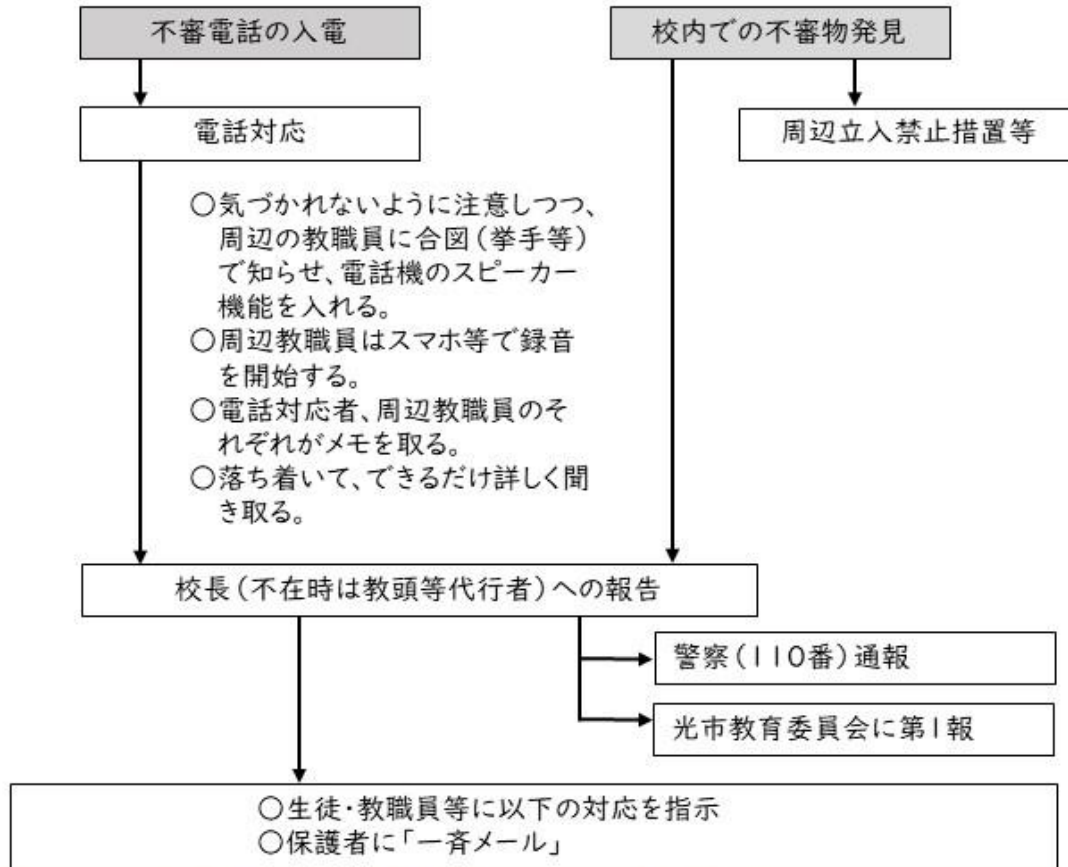 不審電話の入電
校内での不審物発見
電話対応
周辺立入禁止措置等
○気づかれないように注意しつつ、
周辺の教職員に合図(挙手等)
で知らせ、電話機のスピーカー
機能を入れる。
○周辺教職員はスマホ等で録音
を開始する。
○電話対応者、周辺教職員のそ
れぞれがメモを取る。
○落ち着いて、できるだけ詳しく聞
き取る。
校長(不在時は教頭等代行者)への報告
警察(110番)通報
光市教育委員会に第1報
○生徒・教職員等に以下の対応を指示
○保護者に「一斉メール」